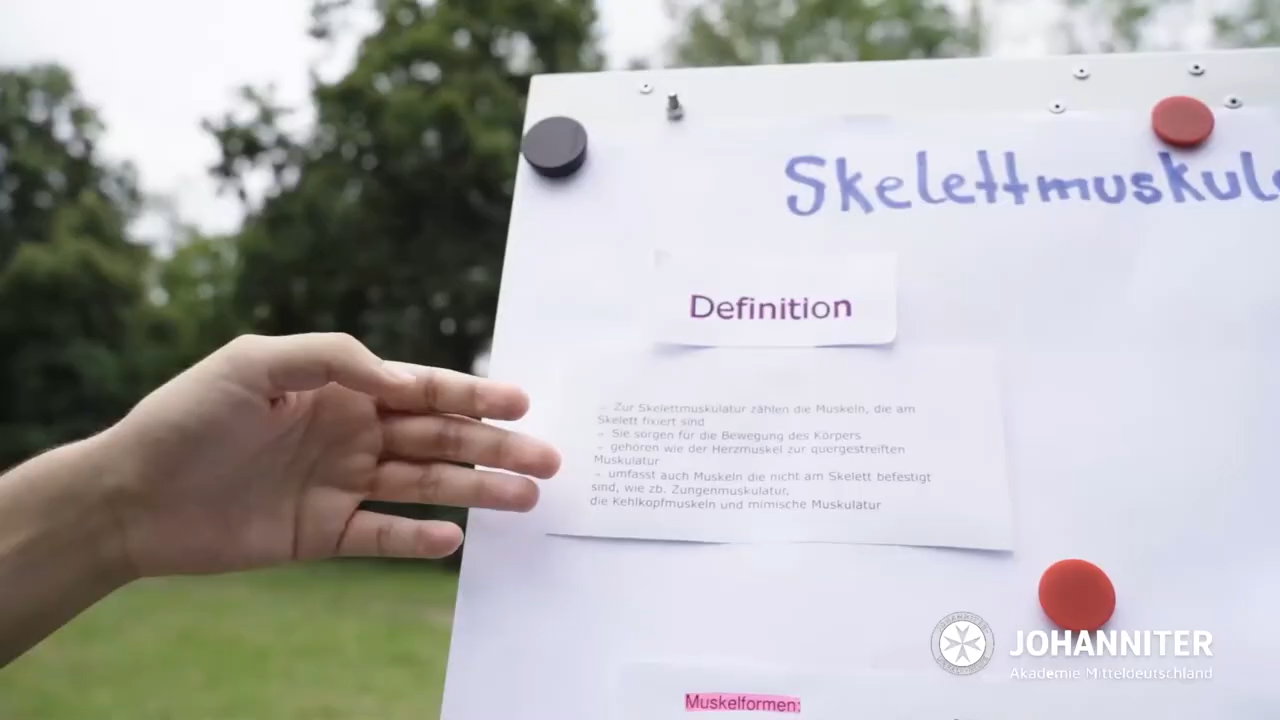 Skelettmuskul
Definition
- Zur Skelettmuskulatur zählen die Muskeln, die am
Skelett fixiert sind
- Sie sorgen für die Bewegung des Körpers
- gehören wie der Herzmuskel zur quergestreiften
Muskulatur
- umfasst auch Muskeln die nicht am Skelett befestigt
sind, wie zb. Zungenmuskulatur,
die Kehlkopfmuskeln und mimische Muskulatur
JOHANNITER
Akademie Mitteldeutschland
Muskelformen: